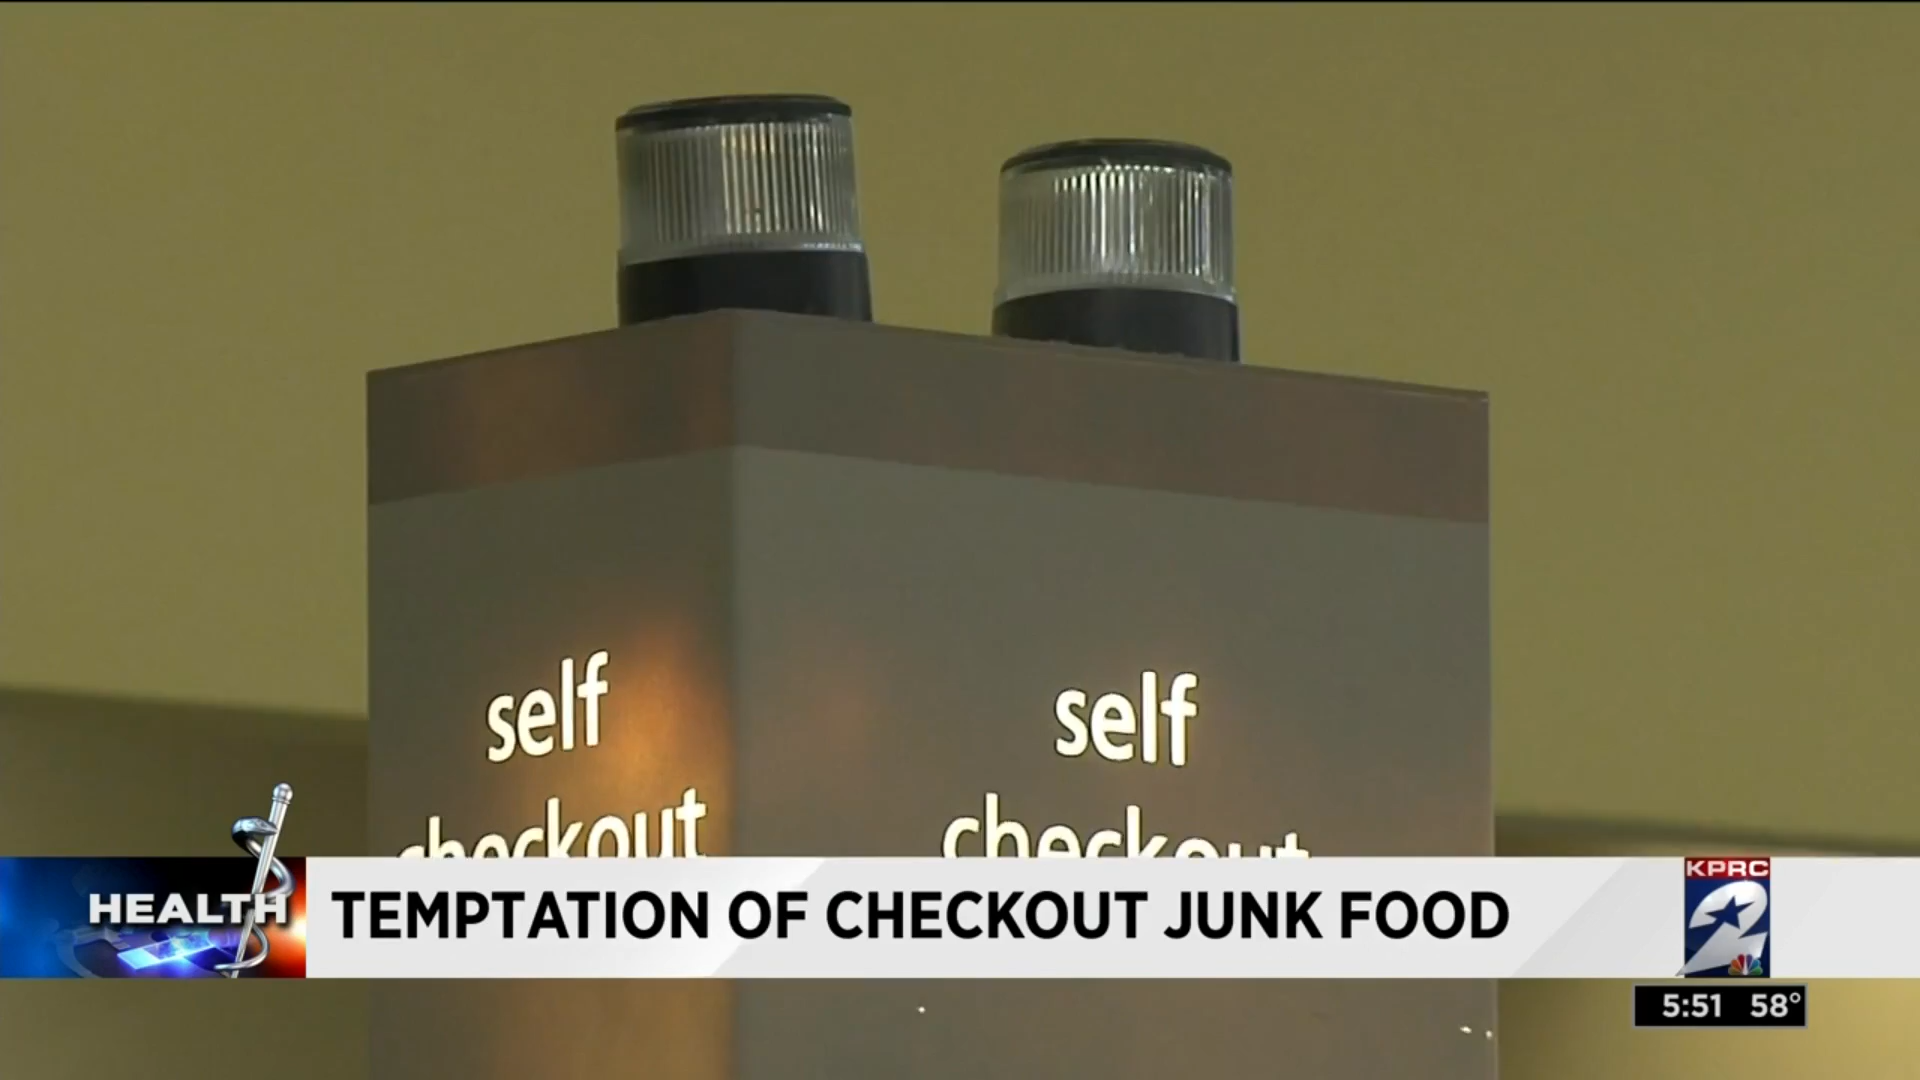 self
checkout
self
checkout
HEALTH
TEMPTATION OF CHECKOUT JUNK FOOD
KPRC
2
5:51 58°